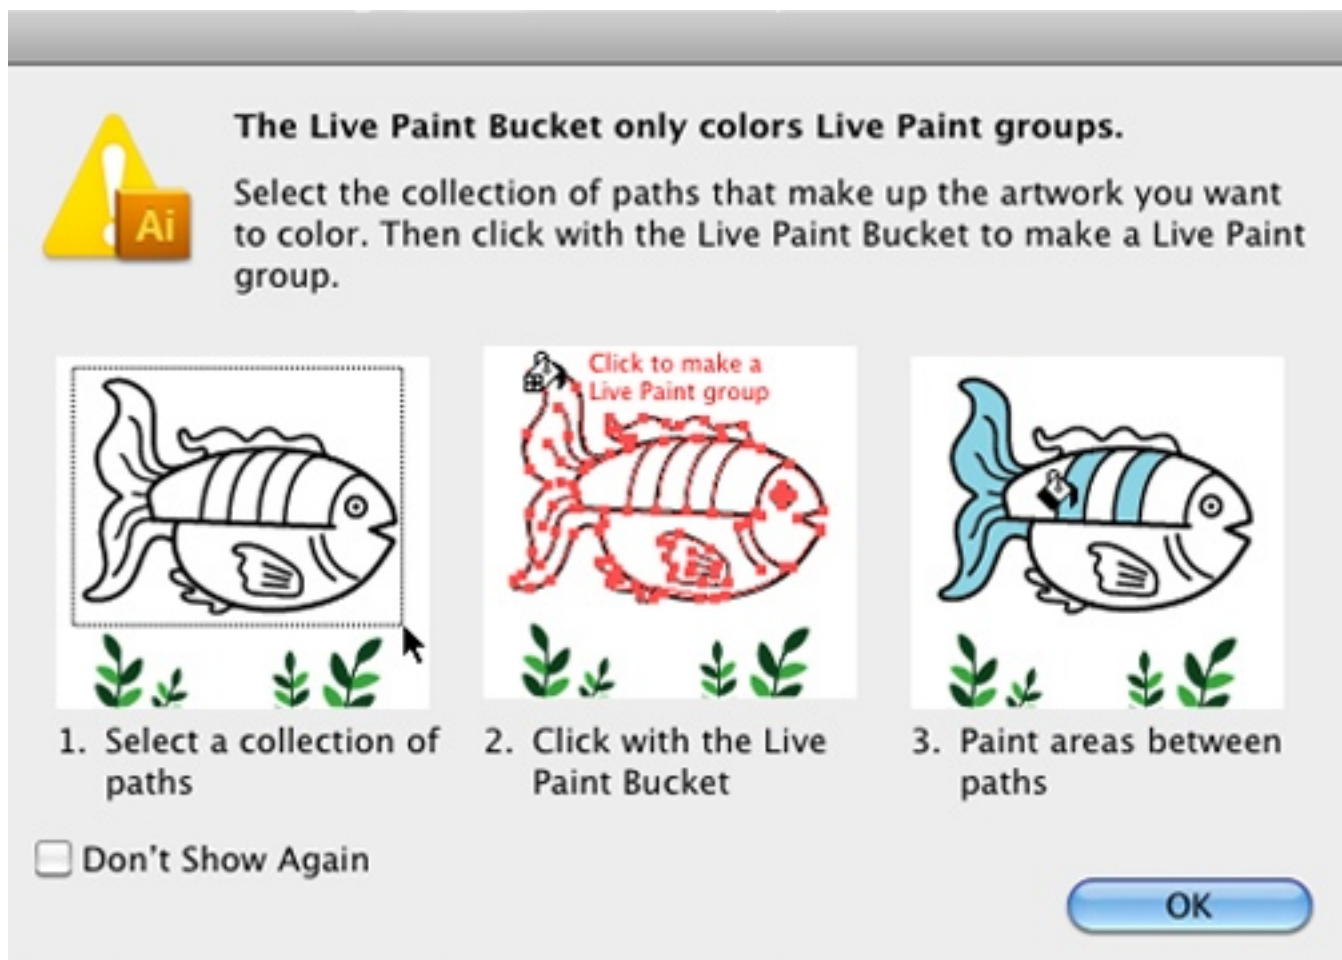 The Live Paint Bucket only colors Live Paint groups.
Ai
Select the collection of paths that make up the artwork you want
to color. Then click with the Live Paint Bucket to make a Live Paint
group.
Click to make a
Live Paint group
1. Select a collection of
paths
2. Click with the Live
Paint Bucket
3. Paint areas between
paths
Don't Show Again
OK